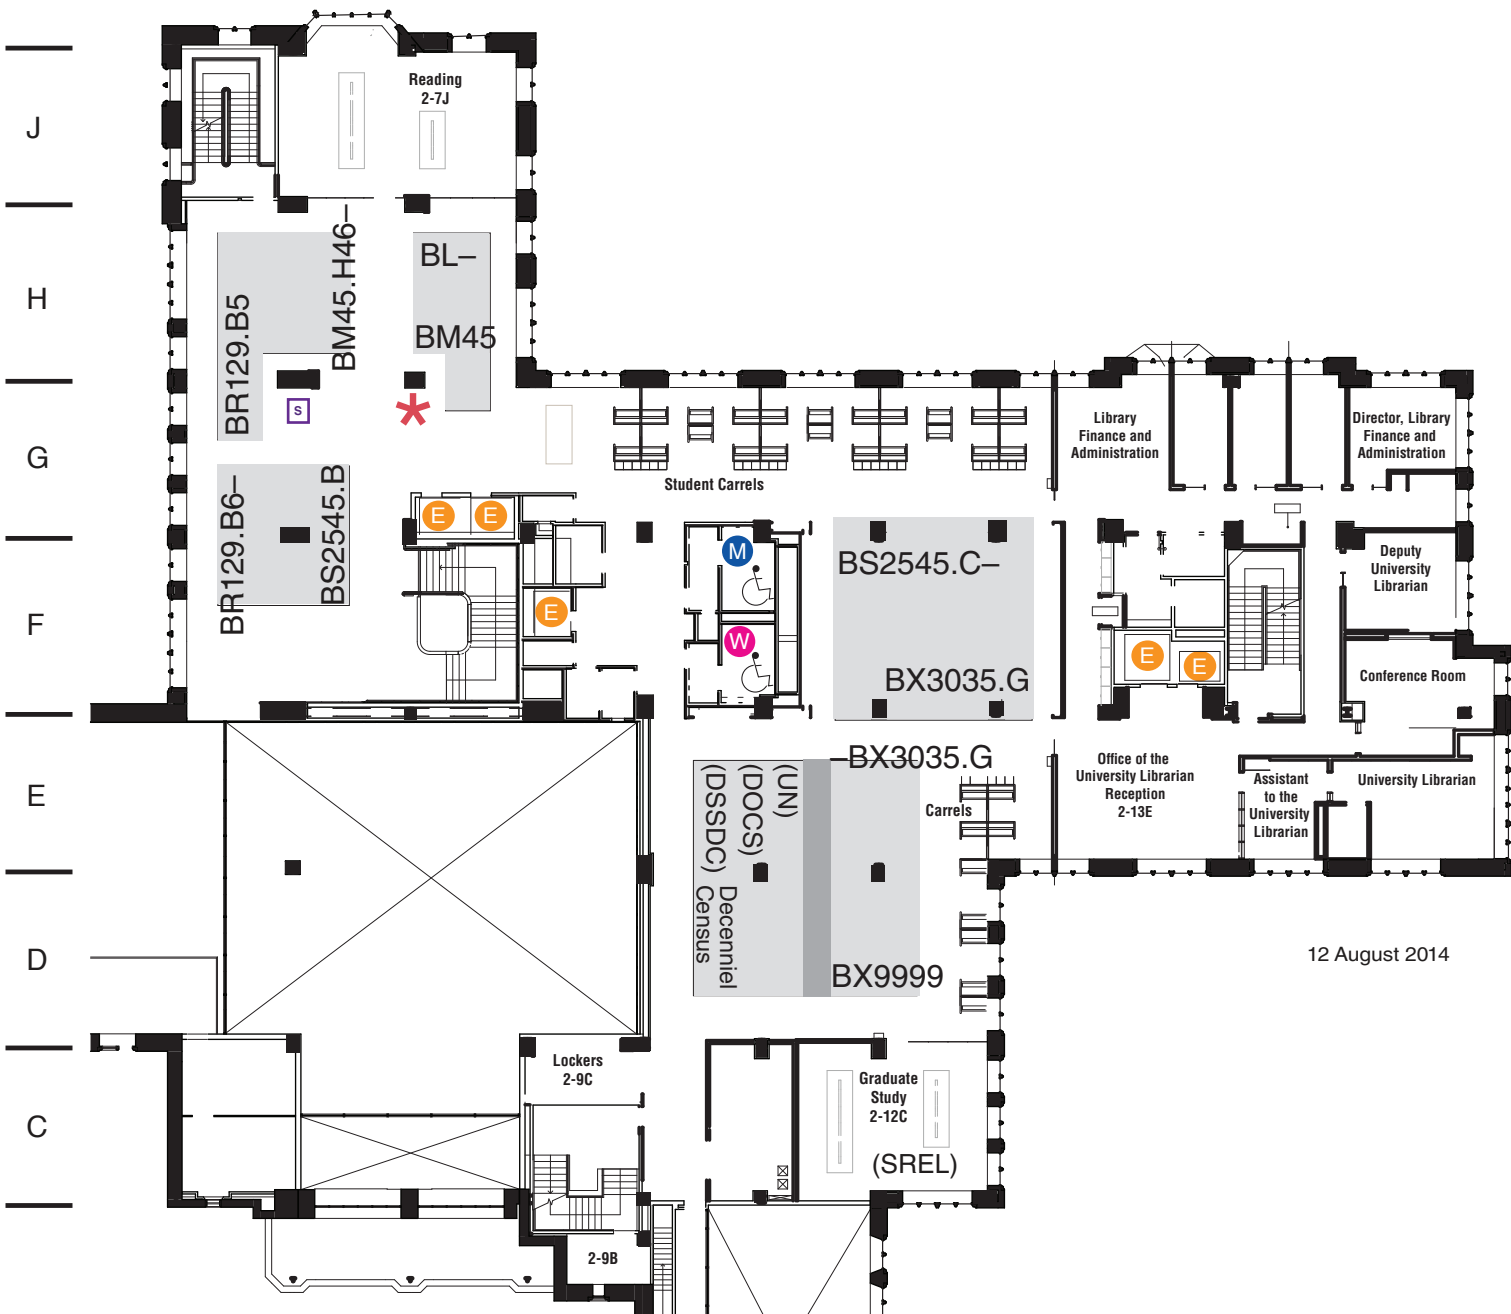 J
H
G
F
E
D
C
Reading
2-7J
BL–
BM45
BM45.H46–
BR129.B5
S
*
BR129.B6–
BS2545.B
E
E
E
Student Carrels
M
W
BS2545.C–
BX3035.G
Library
Finance and
Administration
Director, Library
Finance and
Administration
Deputy
University
Librarian
E
E
Conference Room
Office of the
University Librarian
Reception
2-13E
Assistant
to the
University
Librarian
University Librarian
–BX3035.G
Carrels
(UN)
(DOCS)
(DSSDC)
Decenniel
Census
BX9999
12 August 2014
Lockers
2-9C
Graduate
Study
2-12C
(SREL)
2-9B